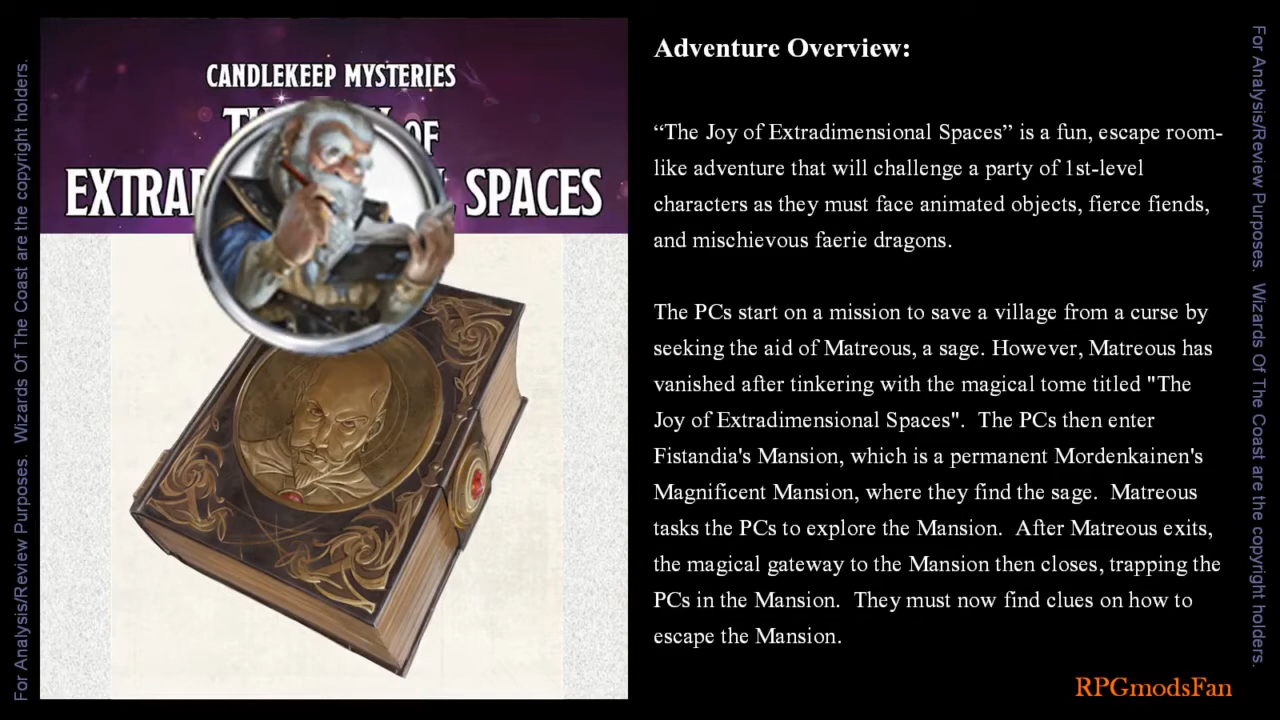 For Analysis/Review Purposes.  Wizards Of The Coast are the copyright holders.
CANDLEKEEP MYSTERIES
OF
SPACES
Adventure Overview:
“The Joy of Extradimensional Spaces” is a fun, escape room-
like adventure that will challenge a party of 1st-level
characters as they must face animated objects, fierce fiends,
and mischievous faerie dragons.
The PCs start on a mission to save a village from a curse by
seeking the aid of Matreous, a sage. However, Matreous has
vanished after tinkering with the magical tome titled "The
Joy of Extradimensional Spaces".  The PCs then enter
Fistandia's Mansion, which is a permanent Mordenkainen's
Magnificent Mansion, where they find the sage.  Matreous
tasks the PCs to explore the Mansion.  After Matreous exits,
the magical gateway to the Mansion then closes, trapping the
PCs in the Mansion.  They must now find clues on how to
escape the Mansion.
RPGmodsFan
For Analysis/Review Purposes.  Wizards Of The Coast are the copyright holders.